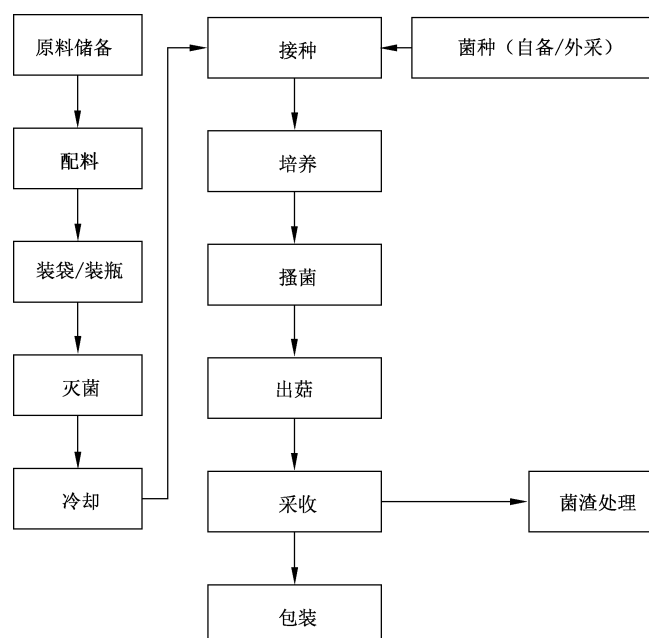 原料储备
配料
装袋/装瓶
灭菌
冷却
接种
菌种（自备/外采）
培养
搔菌
出菇
采收
菌渣处理
包装